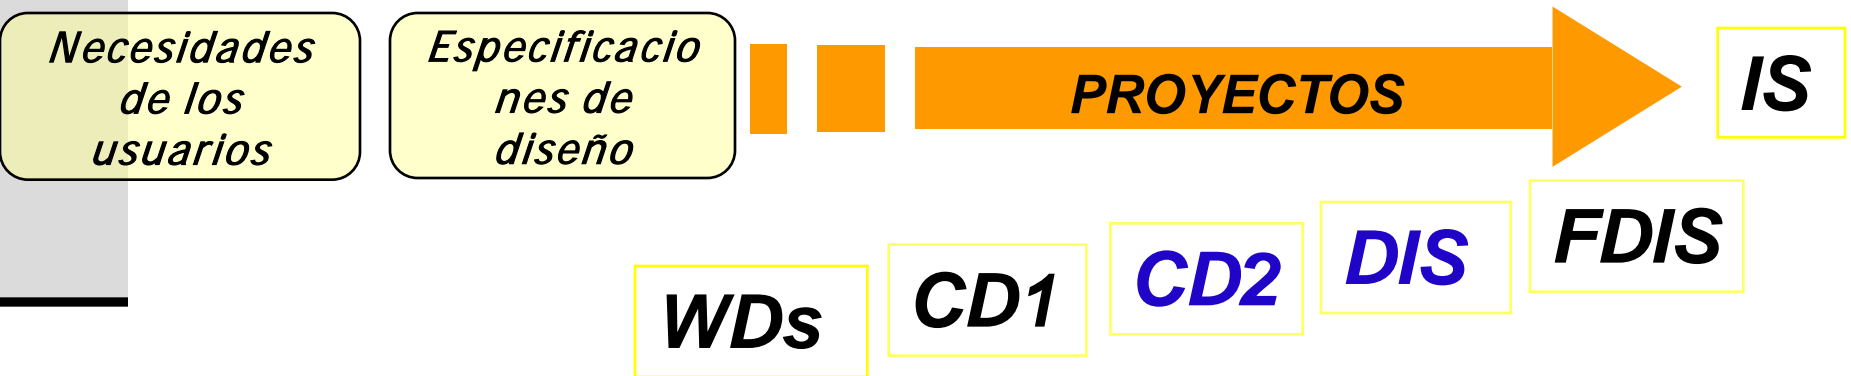 Necesidades
de los
usuarios
Especificacio
nes de
diseño
PROYECTOS
IS
WDs
CD1
CD2
DIS
FDIS